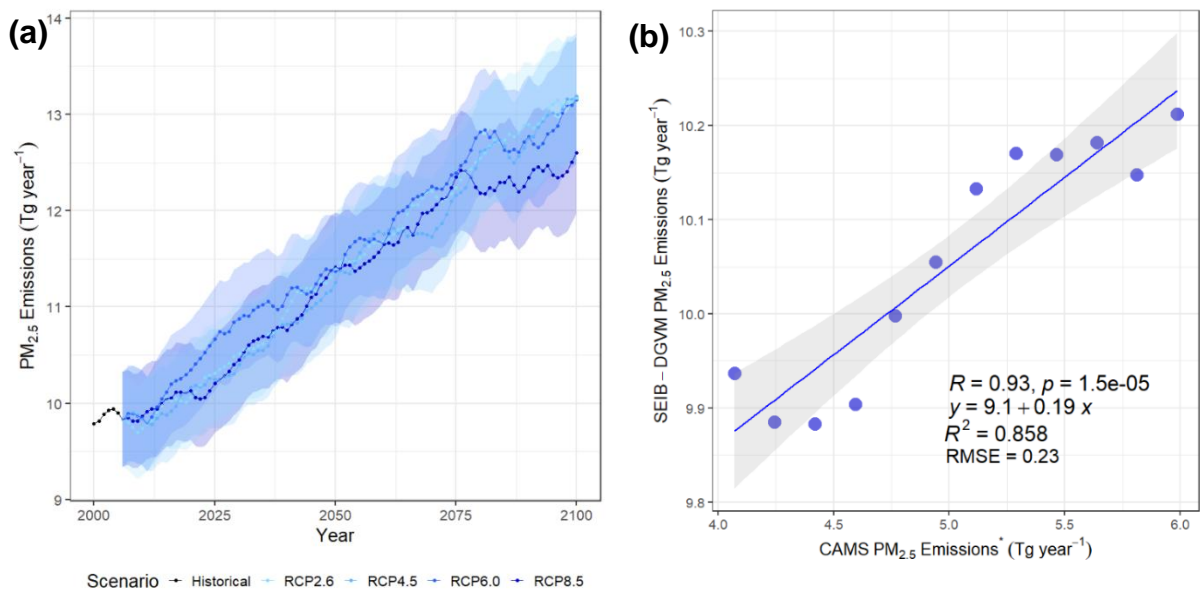 (a)
14
13
12
11
10
9
PM2.5 Emissions (Tg year−1)
2000 2025 2050 2075 2100
Year
Scenario Historical RCP2.6 RCP4.5 RCP6.0 RCP8.5
(b)
10.3
10.2
10.1
10.0
9.9
9.8
SEIB−DGVM PM2.5 Emissions (Tg year−1)
R = 0.93, p = 1.5e-05
y = 9.1 + 0.19 x
R2 = 0.858
RMSE = 0.23
4.0 4.5 5.0 5.5 6.0
CAMS PM2.5 Emissions* (Tg year−1)